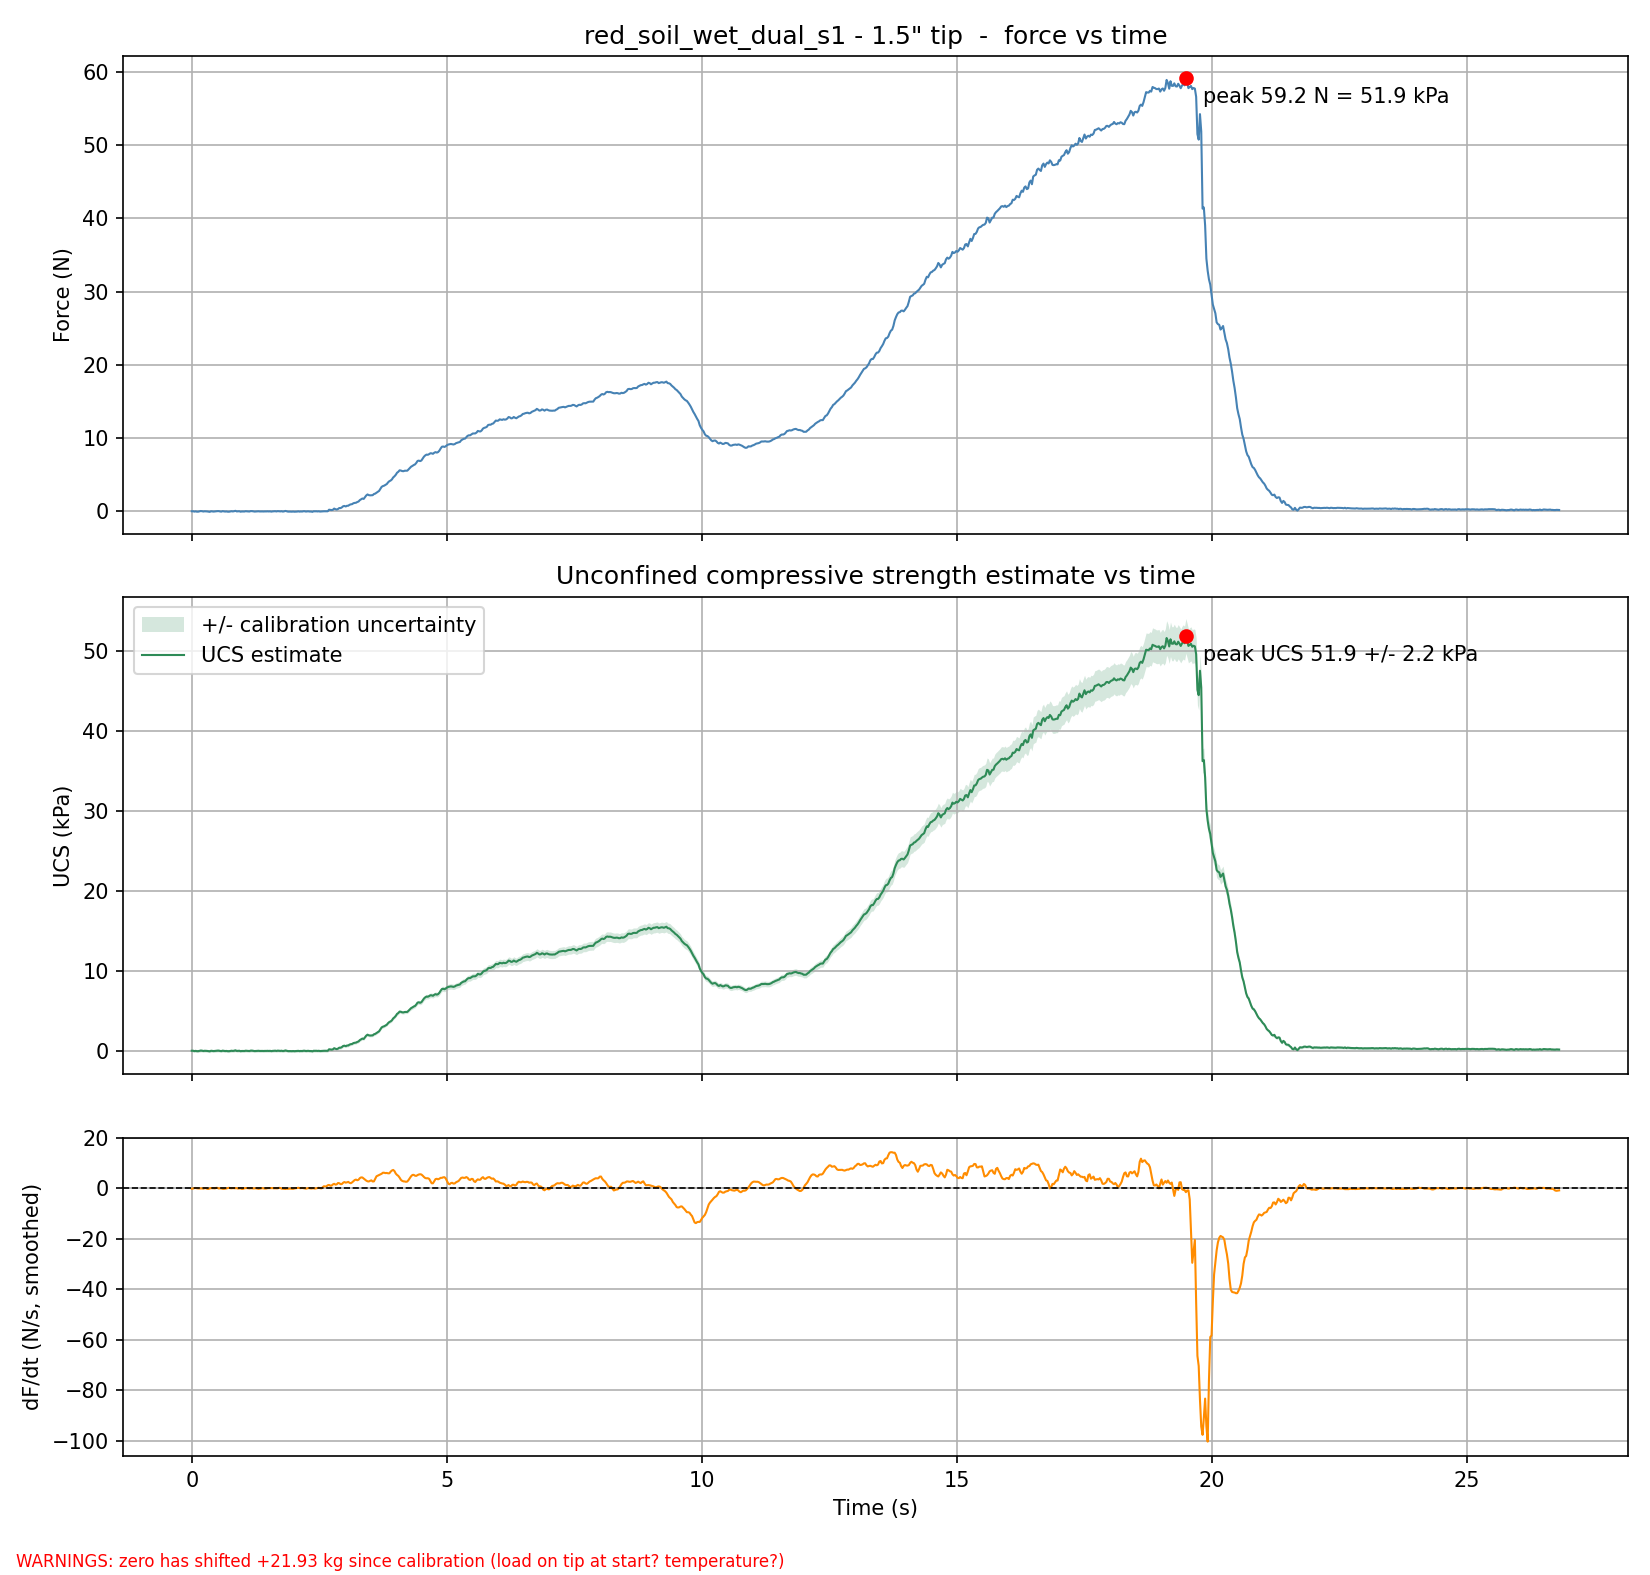 red_soil_wet_dual_s1 - 1.5" tip  -  force vs time
Force (N)
60
50
40
30
20
10
0
peak 59.2 N = 51.9 kPa
Unconfined compressive strength estimate vs time
UCS (kPa)
50
40
30
20
10
0
+/- calibration uncertainty
UCS estimate
peak UCS 51.9 +/- 2.2 kPa
dF/dt (N/s, smoothed)
20
0
−20
−40
−60
−80
−100
0 5 10 15 20 25
Time (s)
WARNINGS: zero has shifted +21.93 kg since calibration (load on tip at start? temperature?)